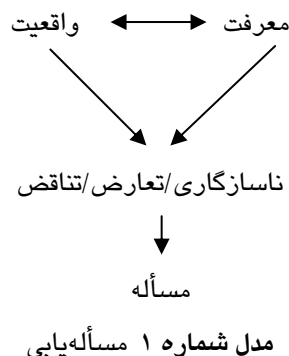 معرفت واقعیت
ناسازگاری/تعارض/تناقض
مسأله
مدل شماره ۱ مسأله‌یابی